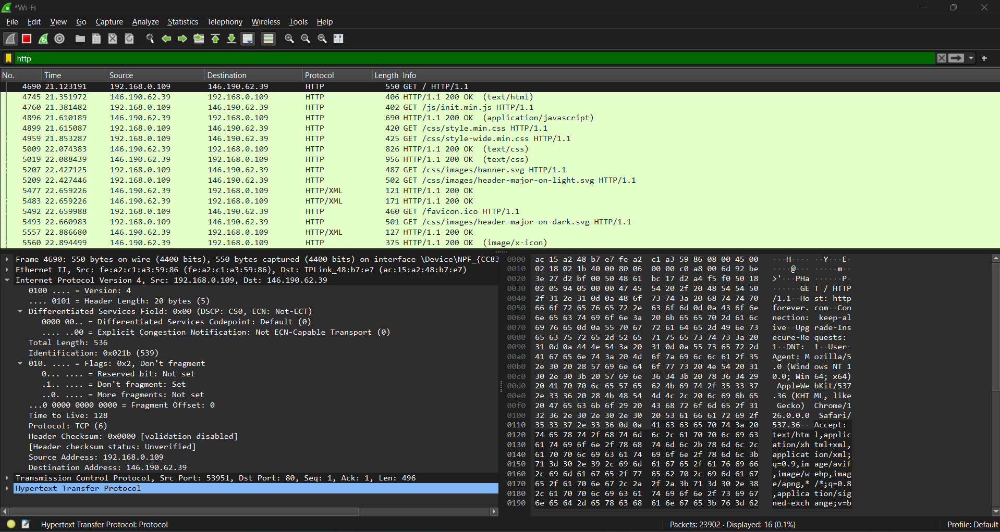 *Wi-Fi
File Edit View Go Capture Analyze Statistics Telephony Wireless Tools Help
http
No. Time Source Destination Protocol Length Info
4690 21.123191 192.168.0.109 146.190.62.39 HTTP 550 GET / HTTP/1.1
4745 21.351972 146.190.62.39 192.168.0.109 HTTP 406 HTTP/1.1 200 OK (text/html)
4760 21.381482 192.168.0.109 146.190.62.39 HTTP 402 GET /js/init.min.js HTTP/1.1
4896 21.610189 146.190.62.39 192.168.0.109 HTTP 690 HTTP/1.1 200 OK (application/javascript)
4899 21.615087 192.168.0.109 146.190.62.39 HTTP 420 GET /css/style.min.css HTTP/1.1
4959 21.853287 192.168.0.109 146.190.62.39 HTTP 425 GET /css/style-wide.min.css HTTP/1.1
5009 22.074383 146.190.62.39 192.168.0.109 HTTP 826 HTTP/1.1 200 OK (text/css)
5019 22.088439 146.190.62.39 192.168.0.109 HTTP 956 HTTP/1.1 200 OK (text/css)
5207 22.427125 192.168.0.109 146.190.62.39 HTTP 487 GET /css/images/banner.svg HTTP/1.1
5209 22.427446 192.168.0.109 146.190.62.39 HTTP 502 GET /css/images/header-major-on-light.svg HTTP/1.1
5477 22.659226 146.190.62.39 192.168.0.109 HTTP/XML 121 HTTP/1.1 200 OK
5483 22.659226 146.190.62.39 192.168.0.109 HTTP/XML 171 HTTP/1.1 200 OK
5492 22.659988 192.168.0.109 146.190.62.39 HTTP 460 GET /favicon.ico HTTP/1.1
5493 22.660983 192.168.0.109 146.190.62.39 HTTP 501 GET /css/images/header-major-on-dark.svg HTTP/1.1
5557 22.886680 146.190.62.39 192.168.0.109 HTTP/XML 127 HTTP/1.1 200 OK
5560 22.894499 146.190.62.39 192.168.0.109 HTTP 375 HTTP/1.1 200 OK (image/x-icon)
Frame 4690: 550 bytes on wire (4400 bits), 550 bytes captured (4400 bits) on interface \Device\NPF_{CC83
Ethernet II, Src: fe:a2:c1:a3:59:86 (fe:a2:c1:a3:59:86), Dst: TPLink_48:b7:e7 (ac:15:a2:48:b7:e7)
Internet Protocol Version 4, Src: 192.168.0.109, Dst: 146.190.62.39
0100 .... = Version: 4
.... 0101 = Header Length: 20 bytes (5)
Differentiated Services Field: 0x00 (DSCP: CS0, ECN: Not-ECT)
0000 00.. = Differentiated Services Codepoint: Default (0)
.... ..00 = Explicit Congestion Notification: Not ECN-Capable Transport (0)
Total Length: 536
Identification: 0x021b (539)
010. .... = Flags: 0x2, Don't fragment
0... .... = Reserved bit: Not set
.1.. .... = Don't fragment: Set
..0. .... = More fragments: Not set
...0 0000 0000 0000 = Fragment Offset: 0
Time to Live: 128
Protocol: TCP (6)
Header Checksum: 0x0000 [validation disabled]
[Header checksum status: Unverified]
Source Address: 192.168.0.109
Destination Address: 146.190.62.39
Transmission Control Protocol, Src Port: 53951, Dst Port: 80, Seq: 1, Ack: 1, Len: 496
Hypertext Transfer Protocol
0000 ac 15 a2 48 b7 e7 fe a2 c1 a3 59 86 08 00 45 00 ···H···· ··Y···E·
0010 02 18 02 1b 40 00 80 06 00 00 c0 a8 00 6d 92 be ····@··· ·····m··
0020 3e 27 d2 bf 00 50 48 61 bc 17 d2 a4 f5 f0 50 18 >'···PHa ······P·
0030 02 05 94 05 00 00 47 45 54 20 2f 20 48 54 54 50 ······GE T / HTTP
0040 2f 31 2e 31 0d 0a 48 6f 73 74 3a 20 68 74 74 70 /1.1··Ho st: http
0050 66 6f 72 65 76 65 72 2e 63 6f 6d 0d 0a 43 6f 6e forever. com··Con
0060 6e 65 63 74 69 6f 6e 3a 20 6b 65 65 70 2d 61 6c nection: keep-al
0070 69 76 65 0d 0a 55 70 67 72 61 64 65 2d 49 6e 73 ive··Upg rade-Ins
0080 65 63 75 72 65 2d 52 65 71 75 65 73 74 73 3a 20 ecure-Re quests:
0090 31 0d 0a 44 4e 54 3a 20 31 0d 0a 55 73 65 72 2d 1··DNT: 1··User-
00a0 41 67 65 6e 74 3a 20 4d 6f 7a 69 6c 6c 61 2f 35 Agent: M ozilla/5
00b0 2e 30 20 28 57 69 6e 64 6f 77 73 20 4e 54 20 31 .0 (Wind ows NT 1
00c0 30 2e 30 3b 20 57 69 6e 36 34 3b 20 78 36 34 29 0.0; Win 64; x64)
00d0 20 41 70 70 6c 65 57 65 62 4b 69 74 2f 35 33 37 AppleWe bKit/537
00e0 2e 33 36 20 28 4b 48 54 4d 4c 2c 20 6c 69 6b 65 .36 (KHT ML, like
00f0 20 47 65 63 6b 6f 29 20 43 68 72 6f 6d 65 2f 31 Gecko) Chrome/1
0100 32 36 2e 30 2e 30 2e 30 20 53 61 66 61 72 69 2f 26.0.0.0 Safari/
0110 35 33 37 2e 33 36 0d 0a 41 63 63 65 70 74 3a 20 537.36·· Accept:
0120 74 65 78 74 2f 68 74 6d 6c 2c 61 70 70 6c 69 63 text/htm l,applic
0130 61 74 69 6f 6e 2f 78 68 74 6d 6c 2b 78 6d 6c 2c ation/xh tml+xml,
0140 61 70 70 6c 69 63 61 74 69 6f 6e 2f 78 6d 6c 3b applicat ion/xml;
0150 71 3d 30 2e 39 2c 69 6d 61 67 65 2f 61 76 69 66 q=0.9,im age/avif
0160 2c 69 6d 61 67 65 2f 77 65 62 70 2c 69 6d 61 67 ,image/w ebp,imag
0170 65 2f 61 70 6e 67 2c 2a 2f 2a 3b 71 3d 30 2e 38 e/apng,* /*;q=0.8
0180 2c 61 70 70 6c 69 63 61 74 69 6f 6e 2f 73 69 67 ,applica tion/sig
0190 6e 65 64 2d 65 78 63 68 61 6e 67 65 3b 76 3d 62 ned-exch ange;v=b
Hypertext Transfer Protocol: Protocol
Packets: 23902 · Displayed: 16 (0.1%)
Profile: Default